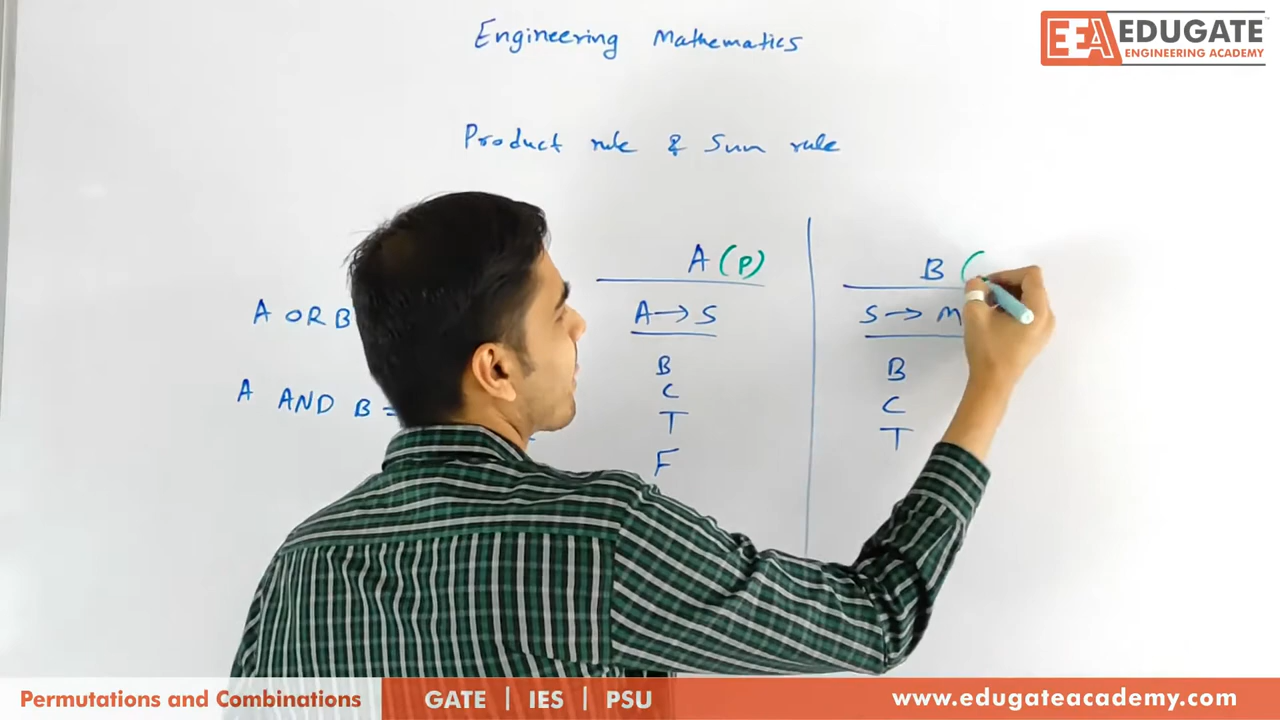 Engineering Mathematics
EEA EDUGATE
ENGINEERING ACADEMY
Product rule & Sum rule
A OR B
A AND B =
A (P)
A → S
B
C
T
F
B (
S → M
B
C
T
Permutations and Combinations
GATE | IES | PSU
www.edugateacademy.com